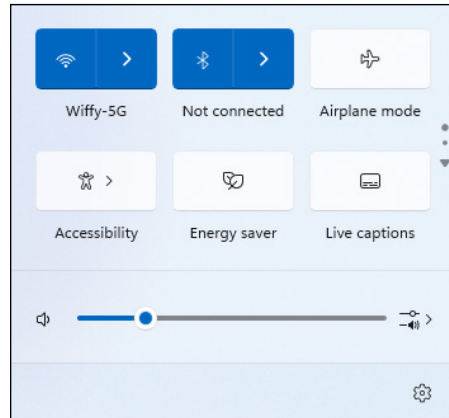 Wiffy-5G
Not connected
Airplane mode
Accessibility
Energy saver
Live captions